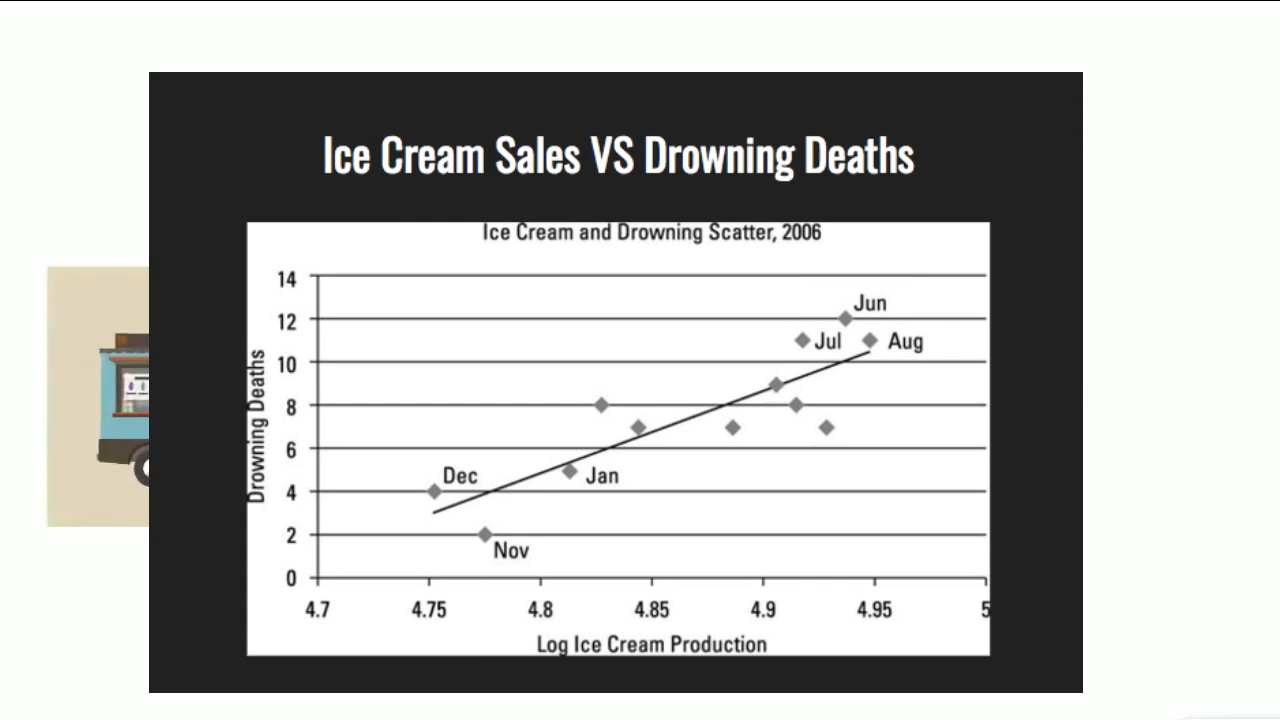 Ice Cream Sales VS Drowning Deaths
Ice Cream and Drowning Scatter, 2006
14
12
10
8
6
4
2
0
Drowning Deaths
Jun
Jul
Aug
Dec
Jan
Nov
4.7 4.75 4.8 4.85 4.9 4.95 5
Log Ice Cream Production